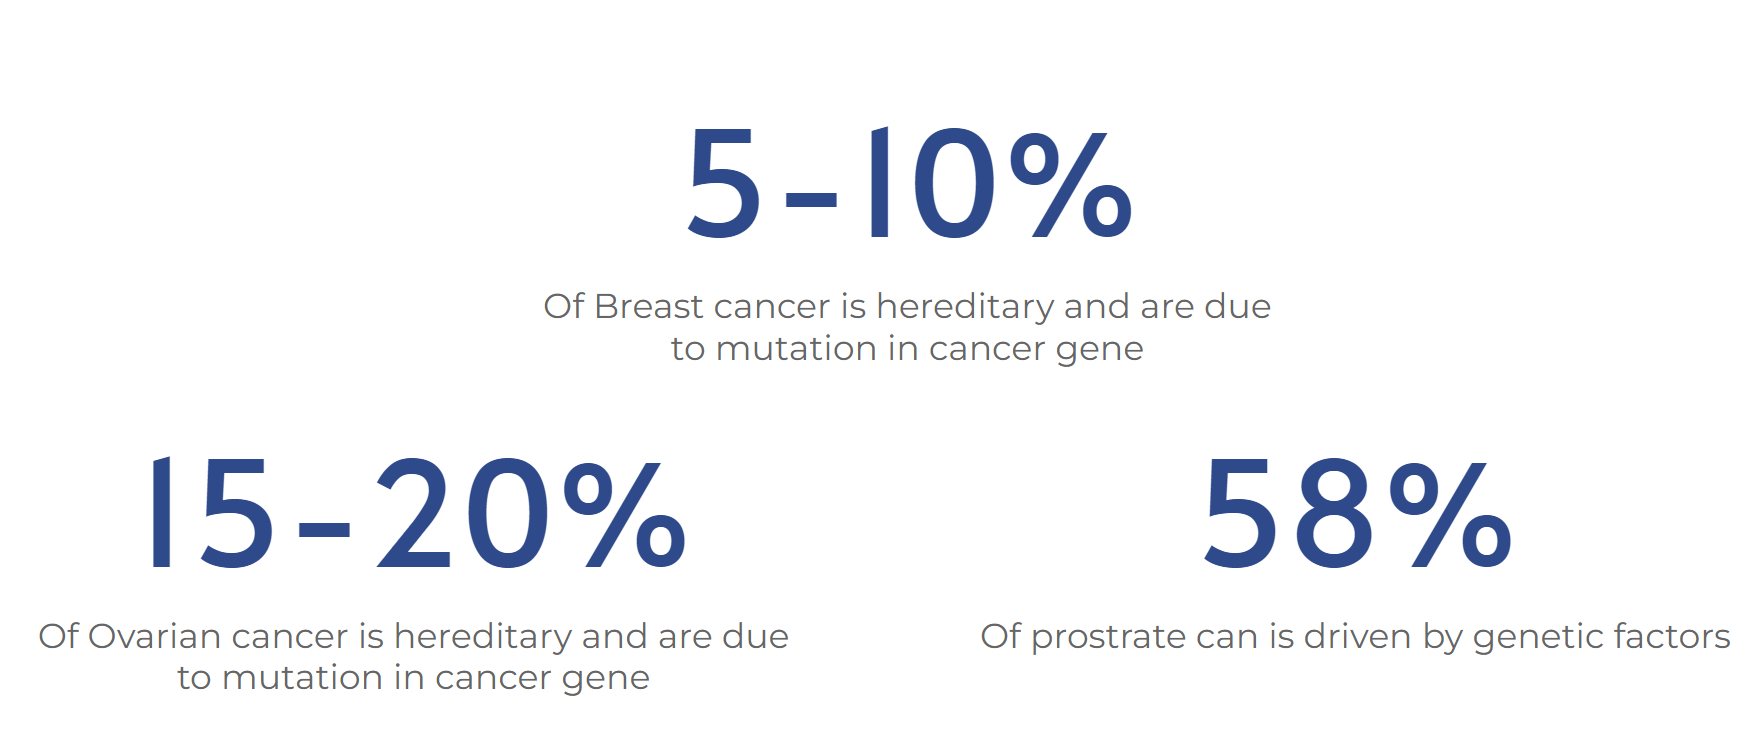 5-10%
Of Breast cancer is hereditary and are due
to mutation in cancer gene
15-20%
Of Ovarian cancer is hereditary and are due
to mutation in cancer gene
58%
Of prostrate can is driven by genetic factors